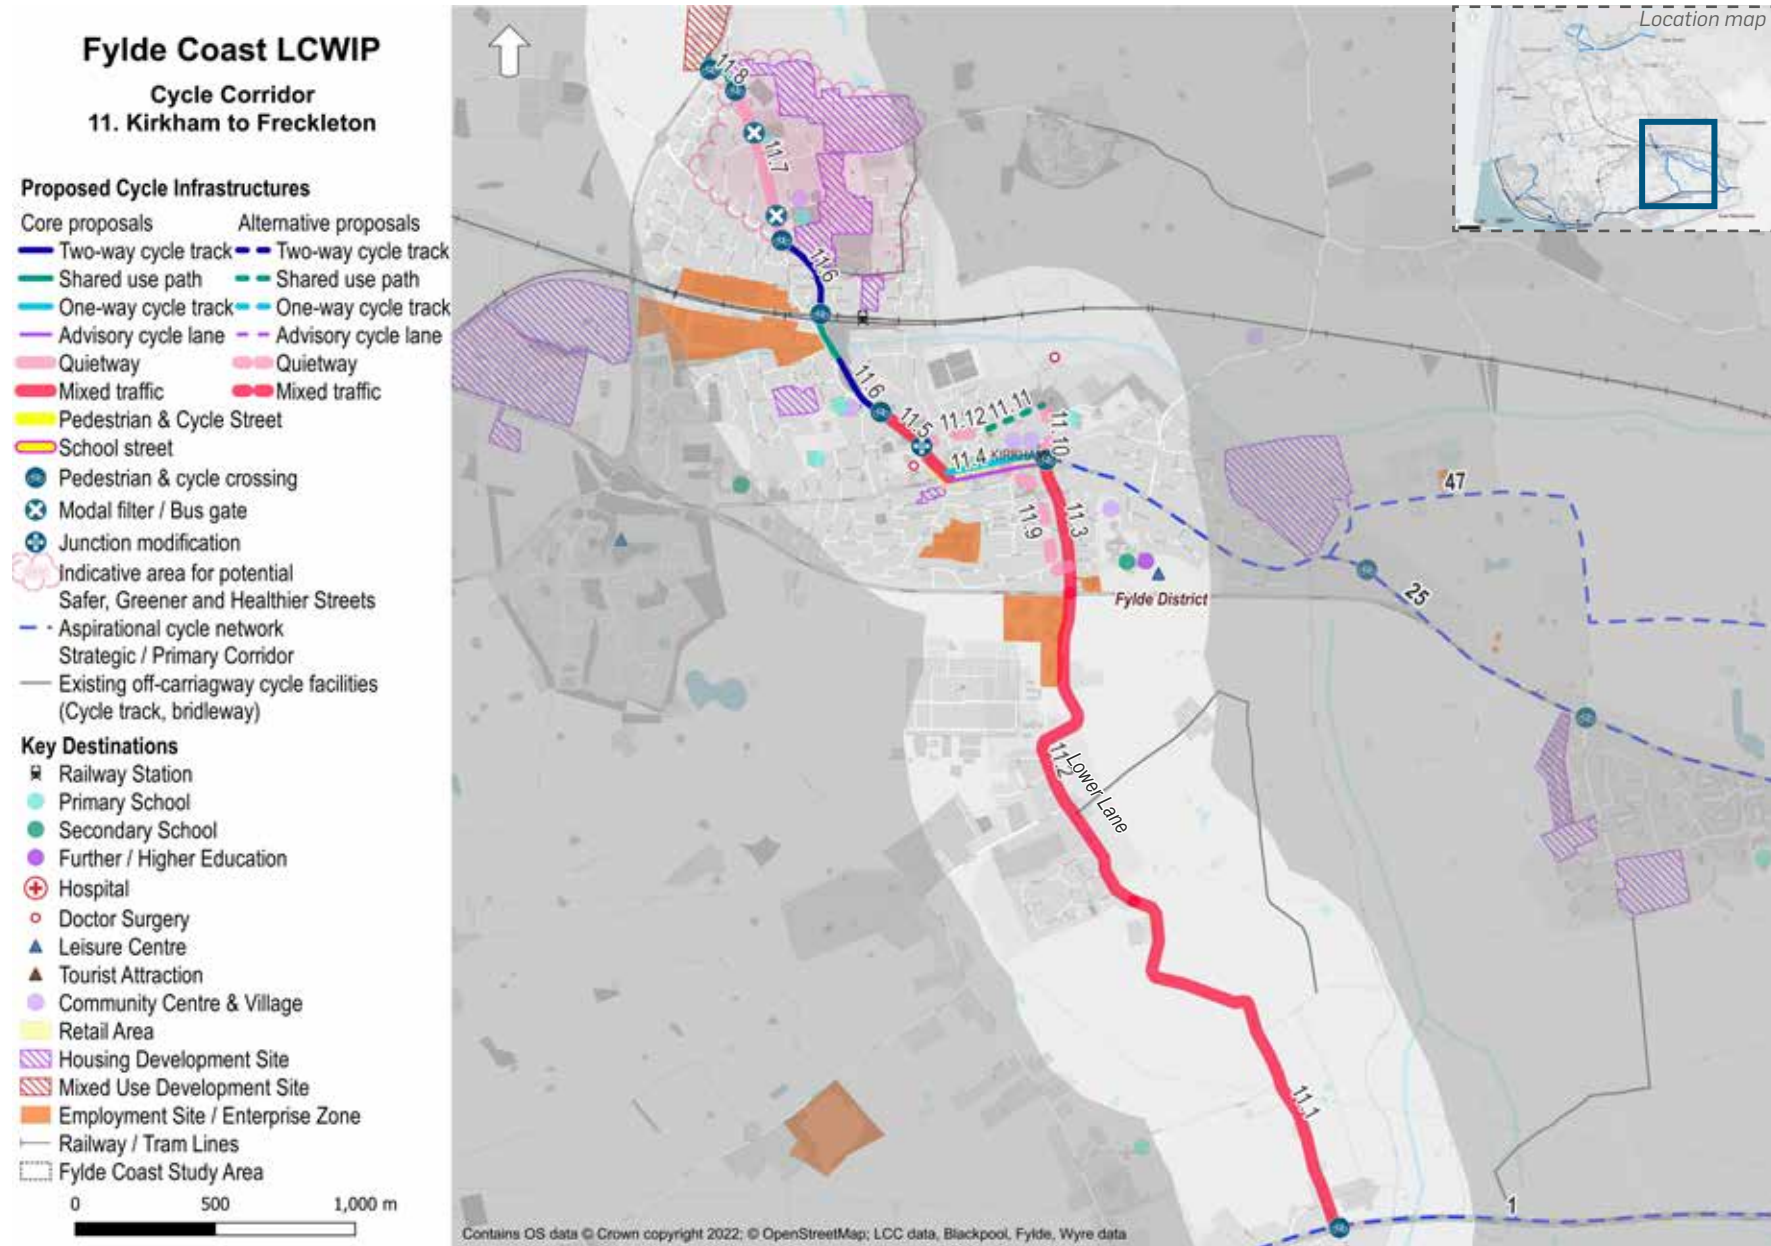 Fylde Coast LCWIP
Cycle Corridor
11. Kirkham to Freckleton
Proposed Cycle Infrastructures
Core proposals Alternative proposals
Two-way cycle track Two-way cycle track
Shared use path Shared use path
One-way cycle track One-way cycle track
Advisory cycle lane Advisory cycle lane
Quietway Quietway
Mixed traffic Mixed traffic
Pedestrian & Cycle Street
School street
Pedestrian & cycle crossing
Modal filter / Bus gate
Junction modification
Indicative area for potential
Safer, Greener and Healthier Streets
Aspirational cycle network
Strategic / Primary Corridor
Existing off-carriagway cycle facilities
(Cycle track, bridleway)
Key Destinations
Railway Station
Primary School
Secondary School
Further / Higher Education
Hospital
Doctor Surgery
Leisure Centre
Tourist Attraction
Community Centre & Village
Retail Area
Housing Development Site
Mixed Use Development Site
Employment Site / Enterprise Zone
Railway / Tram Lines
Fylde Coast Study Area
0 500 1,000 m
Location map
11.8
11.7
11.6
11.6
11.5
11.12
11.11
11.10
11.4
KIRKHAM
11.3
11.9
47
25
Fylde District
11.2
Lower Lane
11.1
1
Contains OS data © Crown copyright 2022; © OpenStreetMap; LCC data, Blackpool, Fylde, Wyre data